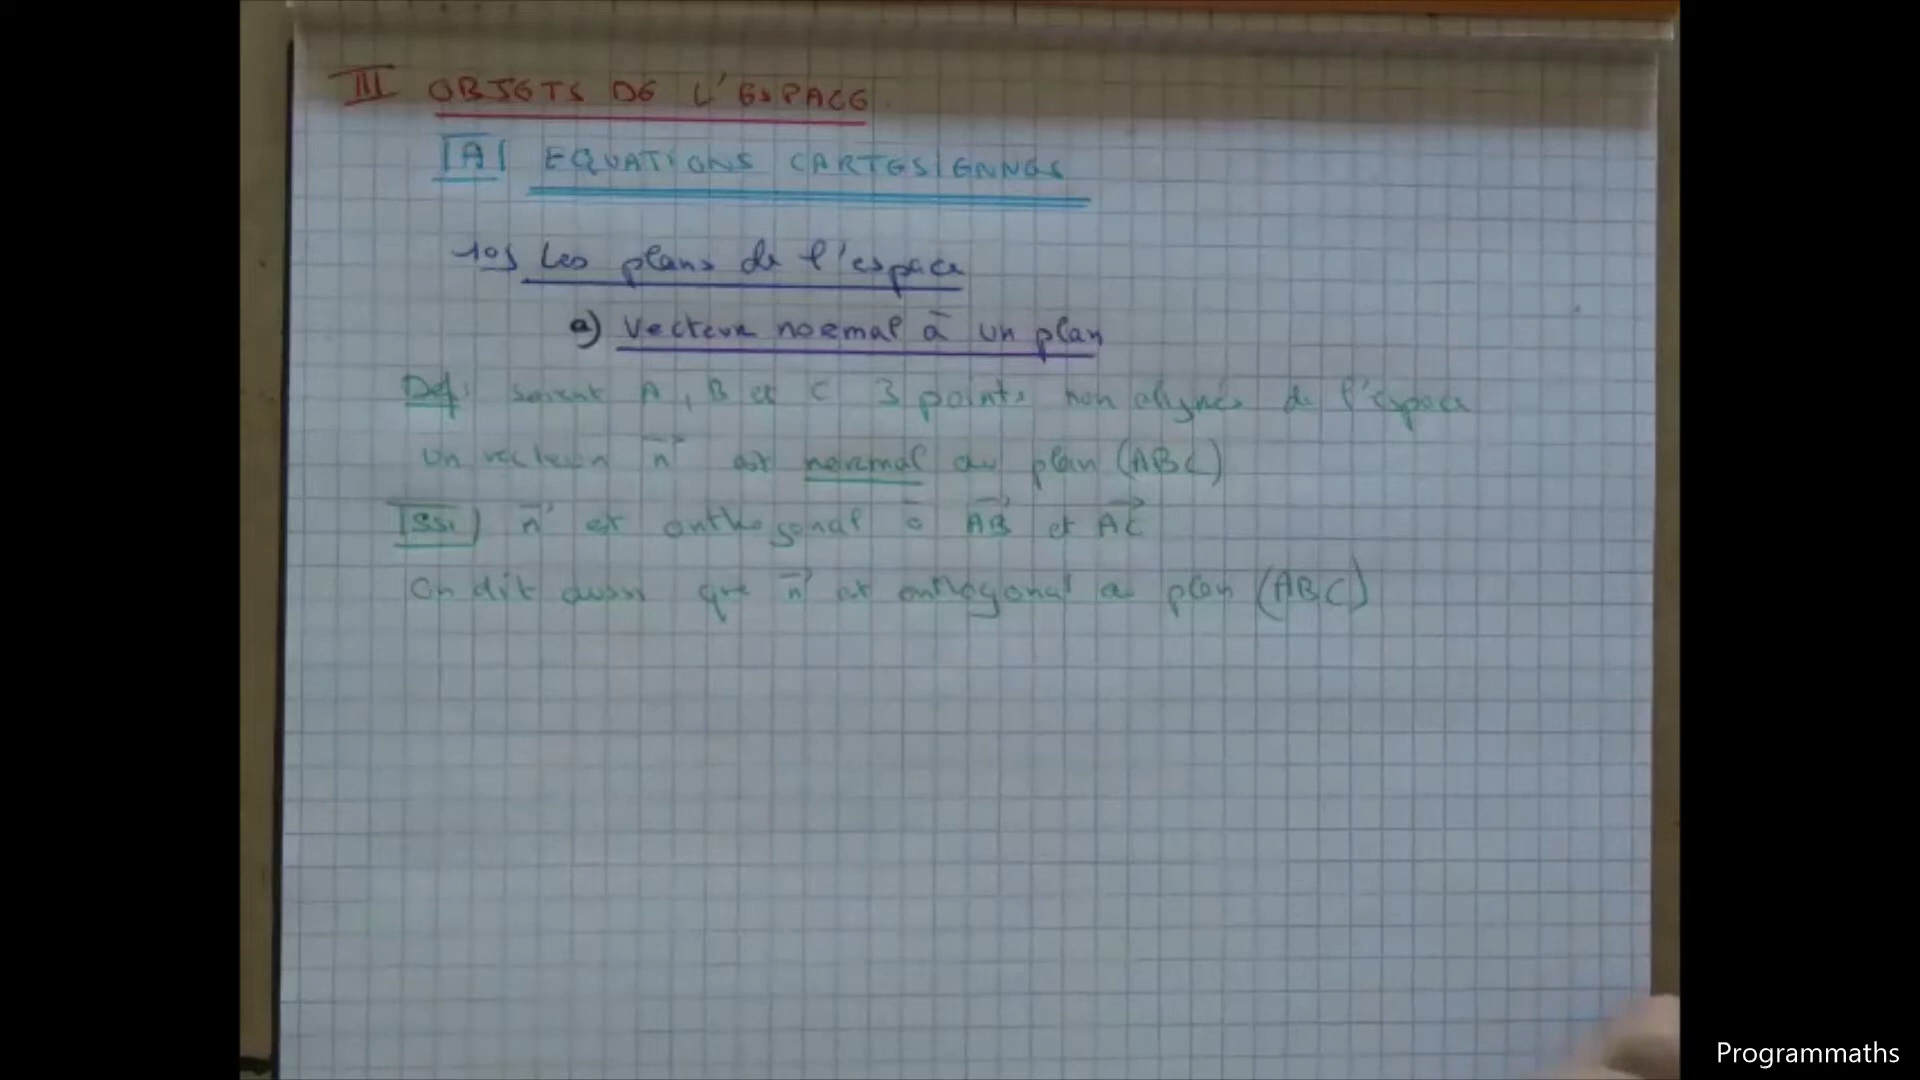 III OBJETS DE L'ESPACE
[A] EQUATIONS CARTESIENNES
1°) Les plans de l'espace
a) Vecteur normal à un plan
Def: soient A, B et C 3 points non alignés de l'espace
un vecteur n⃗ est normal au plan (ABC)
[ssi] n⃗ est orthogonal à AB⃗ et AC⃗
On dit aussi que n⃗ est orthogonal au plan (ABC)
Programmaths